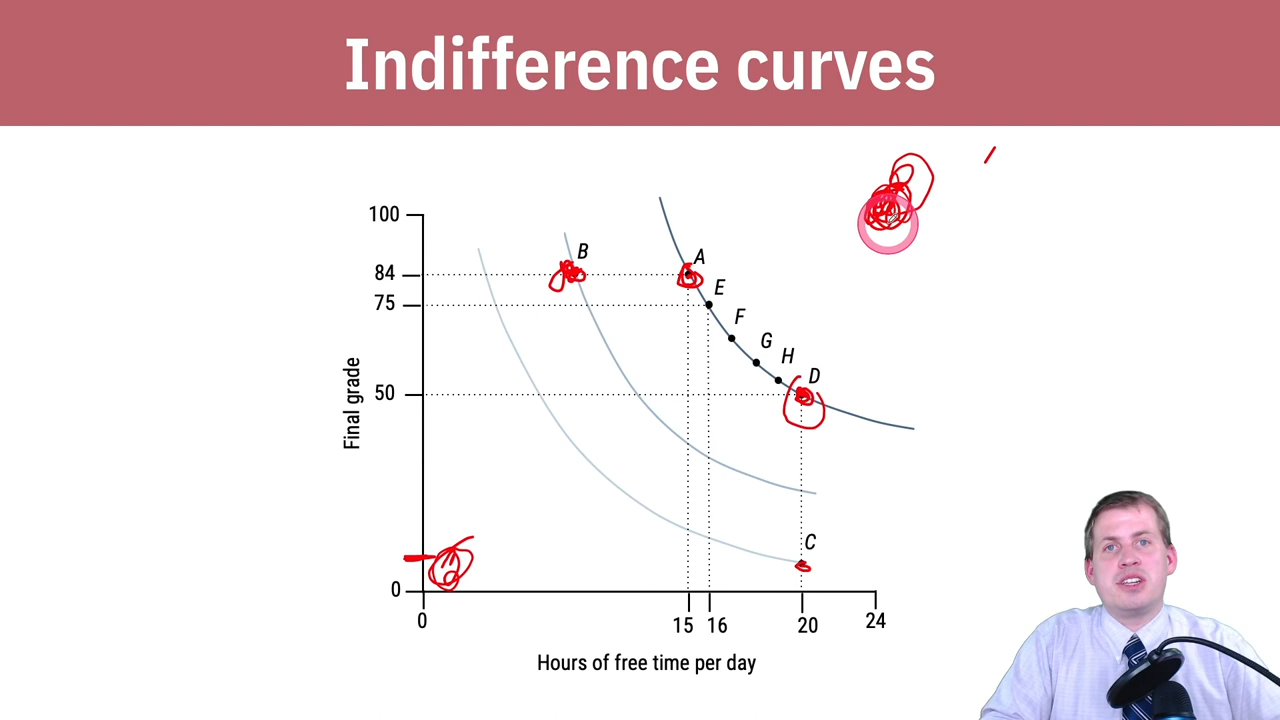 Indifference curves
100
84
75
50
0
Final grade
B
A
E
F
G
H
D
C
0
15
16
20
24
Hours of free time per day